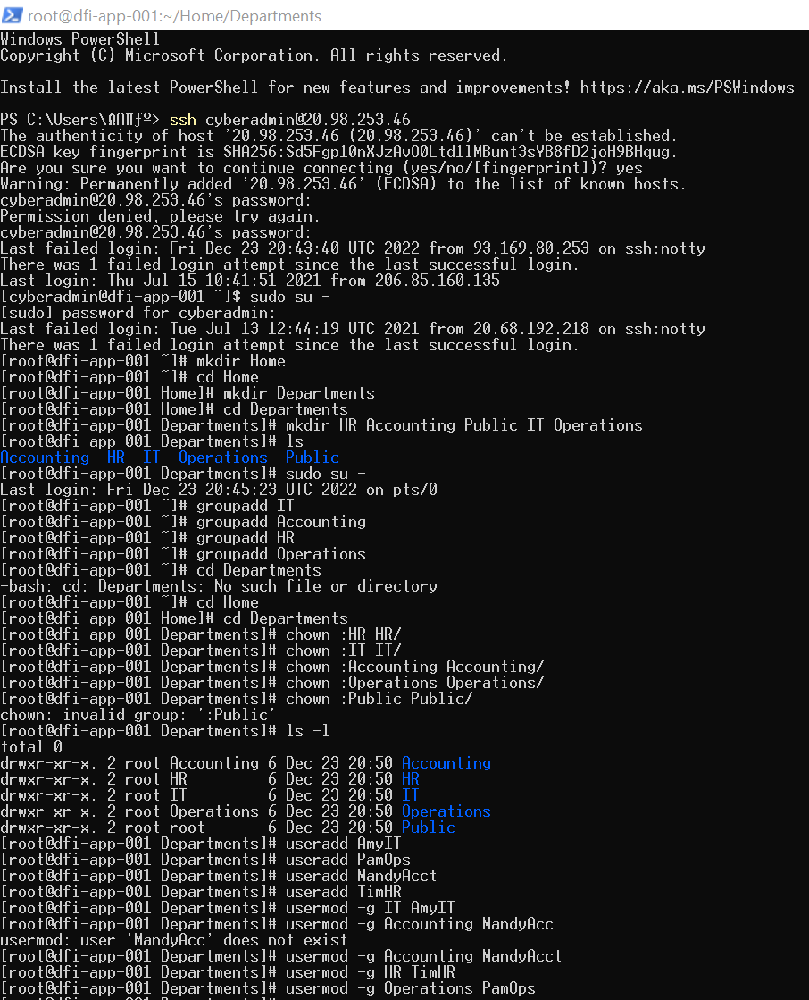 root@dfi-app-001:~/Home/Departments
Windows PowerShell
Copyright (C) Microsoft Corporation. All rights reserved.
Install the latest PowerShell for new features and improvements! https://aka.ms/PSWindows
PS C:\Users\ΩΠΠƒº> ssh cyberadmin@20.98.253.46
The authenticity of host '20.98.253.46 (20.98.253.46)' can't be established.
ECDSA key fingerprint is SHA256:Sd5Fgp10nXJzAvO0Ltd1lMBunt3sYB8fD2joH9BHqug.
Are you sure you want to continue connecting (yes/no/[fingerprint])? yes
Warning: Permanently added '20.98.253.46' (ECDSA) to the list of known hosts.
cyberadmin@20.98.253.46's password:
Permission denied, please try again.
cyberadmin@20.98.253.46's password:
Last failed login: Fri Dec 23 20:43:40 UTC 2022 from 93.169.80.253 on ssh:notty
There was 1 failed login attempt since the last successful login.
Last login: Thu Jul 15 10:41:51 2021 from 206.85.160.135
[cyberadmin@dfi-app-001 ~]$ sudo su -
[sudo] password for cyberadmin:
Last failed login: Tue Jul 13 12:44:19 UTC 2021 from 20.68.192.218 on ssh:notty
There was 1 failed login attempt since the last successful login.
[root@dfi-app-001 ~]# mkdir Home
[root@dfi-app-001 ~]# cd Home
[root@dfi-app-001 Home]# mkdir Departments
[root@dfi-app-001 Home]# cd Departments
[root@dfi-app-001 Departments]# mkdir HR Accounting Public IT Operations
[root@dfi-app-001 Departments]# ls
Accounting  HR  IT  Operations  Public
[root@dfi-app-001 Departments]# sudo su -
Last login: Fri Dec 23 20:45:23 UTC 2022 on pts/0
[root@dfi-app-001 ~]# groupadd IT
[root@dfi-app-001 ~]# groupadd Accounting
[root@dfi-app-001 ~]# groupadd HR
[root@dfi-app-001 ~]# groupadd Operations
[root@dfi-app-001 ~]# cd Departments
-bash: cd: Departments: No such file or directory
[root@dfi-app-001 ~]# cd Home
[root@dfi-app-001 Home]# cd Departments
[root@dfi-app-001 Departments]# chown :HR HR/
[root@dfi-app-001 Departments]# chown :IT IT/
[root@dfi-app-001 Departments]# chown :Accounting Accounting/
[root@dfi-app-001 Departments]# chown :Operations Operations/
[root@dfi-app-001 Departments]# chown :Public Public/
chown: invalid group: ':Public'
[root@dfi-app-001 Departments]# ls -l
total 0
drwxr-xr-x. 2 root Accounting 6 Dec 23 20:50 Accounting
drwxr-xr-x. 2 root HR         6 Dec 23 20:50 HR
drwxr-xr-x. 2 root IT         6 Dec 23 20:50 IT
drwxr-xr-x. 2 root Operations 6 Dec 23 20:50 Operations
drwxr-xr-x. 2 root root       6 Dec 23 20:50 Public
[root@dfi-app-001 Departments]# useradd AmyIT
[root@dfi-app-001 Departments]# useradd PamOps
[root@dfi-app-001 Departments]# useradd MandyAcct
[root@dfi-app-001 Departments]# useradd TimHR
[root@dfi-app-001 Departments]# usermod -g IT AmyIT
[root@dfi-app-001 Departments]# usermod -g Accounting MandyAcc
usermod: user 'MandyAcc' does not exist
[root@dfi-app-001 Departments]# usermod -g Accounting MandyAcct
[root@dfi-app-001 Departments]# usermod -g HR TimHR
[root@dfi-app-001 Departments]# usermod -g Operations PamOps